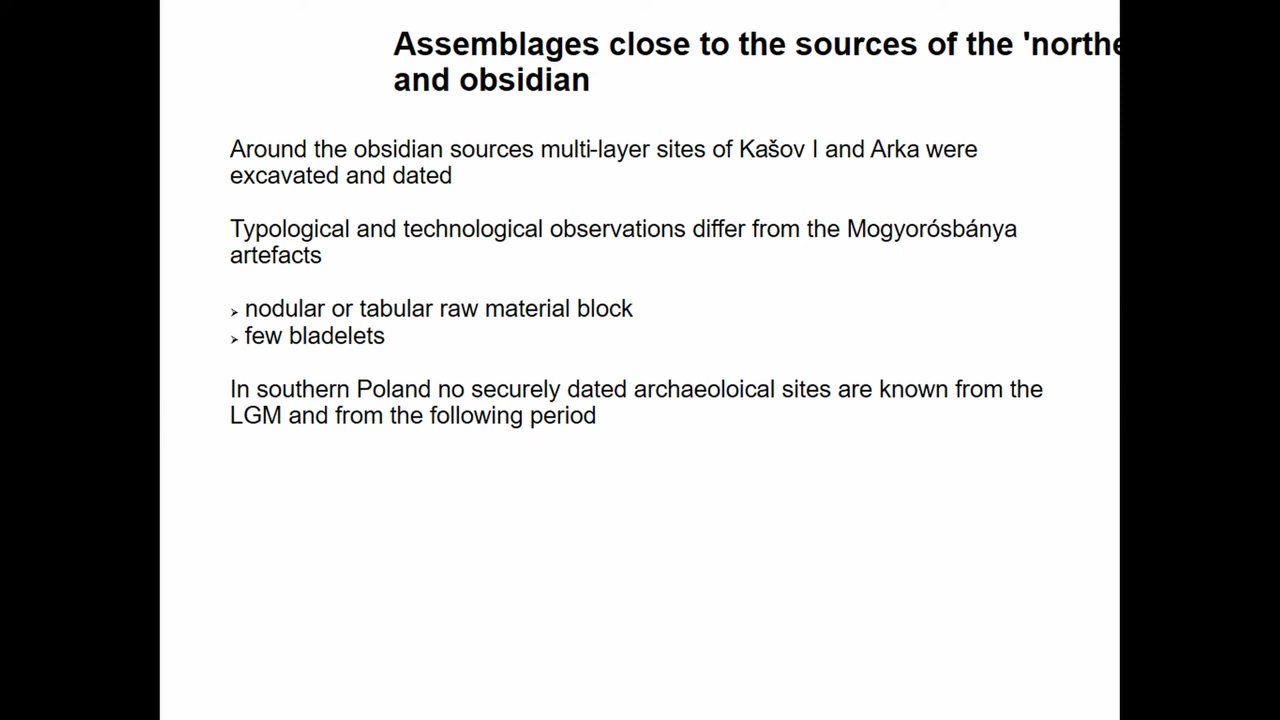 Assemblages close to the sources of the
and obsidian
Around the obsidian sources multi-layer sites of Kašov I and Arka were
excavated and dated
Typological and technological observations differ from the Mogyorósbánya
artefacts
➢ nodular or tabular raw material block
➢ few bladelets
In southern Poland no securely dated archaeoloical sites are known from the
LGM and from the following period